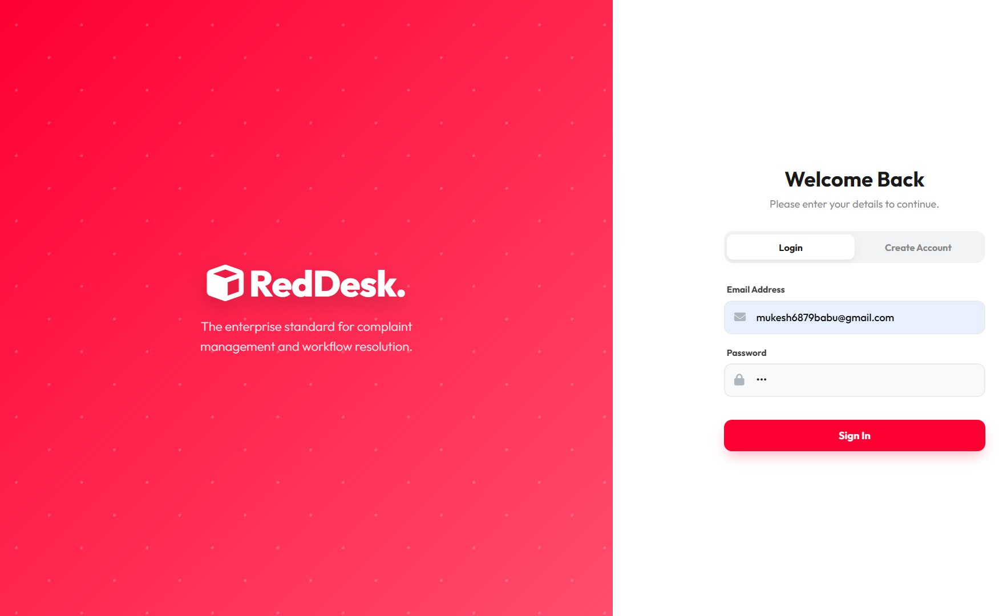 RedDesk.
The enterprise standard for complaint
management and workflow resolution.
Welcome Back
Please enter your details to continue.
Login
Create Account
Email Address
mukesh6879babu@gmail.com
Password
•••
Sign In